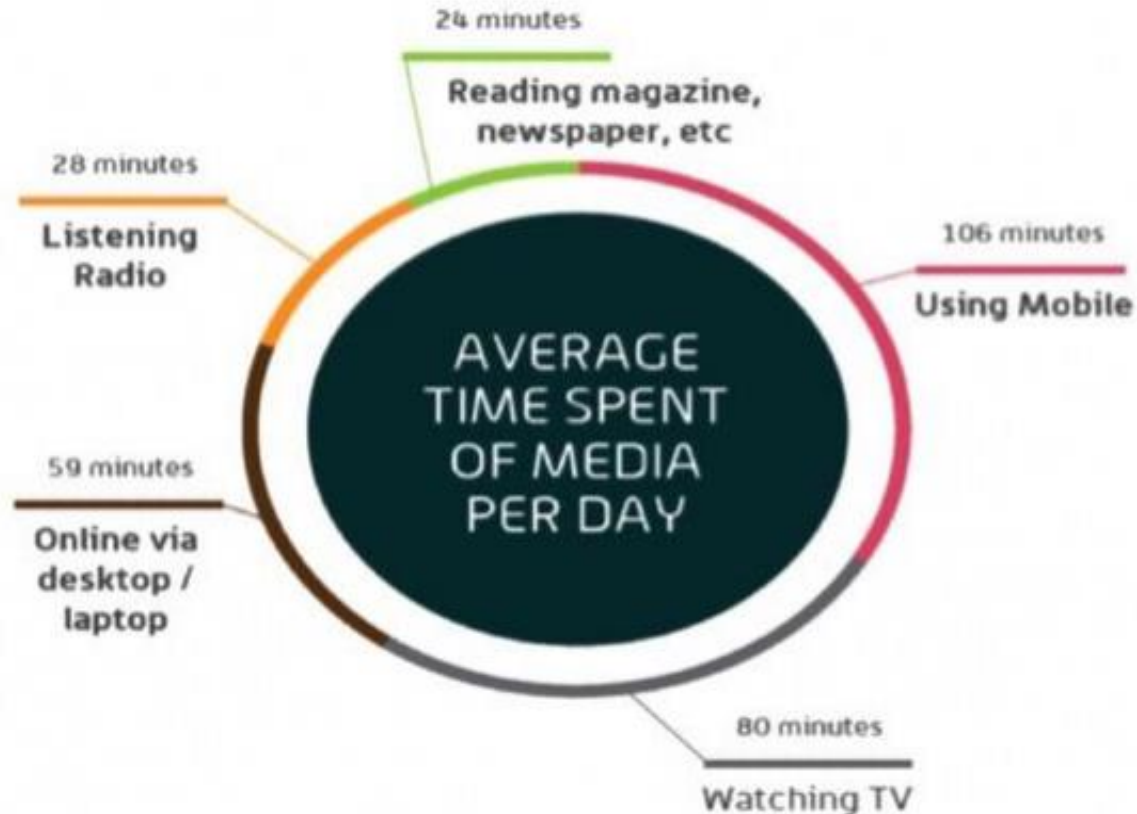 24 minutes
Reading magazine,
newspaper, etc
28 minutes
Listening
Radio
106 minutes
Using Mobile
AVERAGE
TIME SPENT
OF MEDIA
PER DAY
59 minutes
Online via
desktop /
laptop
80 minutes
Watching TV